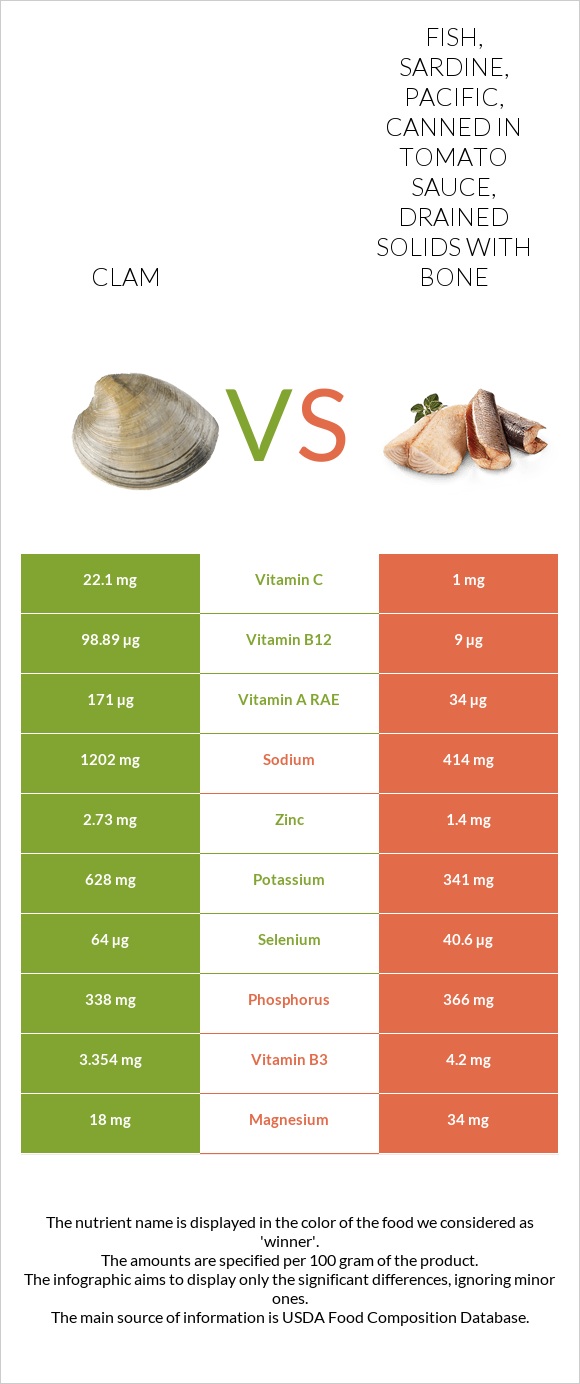 FISH,
SARDINE,
PACIFIC,
CANNED IN
TOMATO
SAUCE,
DRAINED
SOLIDS WITH
CLAM BONE
VS
22.1 mg Vitamin C 1 mg
98.89 µg Vitamin B12 9 µg
171 µg Vitamin A RAE 34 µg
1202 mg Sodium 414 mg
2.73 mg Zinc 1.4 mg
628 mg Potassium 341 mg
64 µg Selenium 40.6 µg
338 mg Phosphorus 366 mg
3.354 mg Vitamin B3 4.2 mg
18 mg Magnesium 34 mg
The nutrient name is displayed in the color of the food we considered as
'winner'.
The amounts are specified per 100 gram of the product.
The infographic aims to display only the significant differences, ignoring minor
ones.
The main source of information is USDA Food Composition Database.